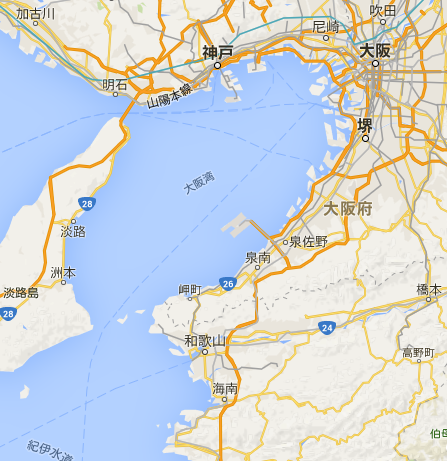 加古川
吹田
尼崎
神戸
大阪
明石
山陽本線
堺
大阪湾
28
大阪府
淡路
泉佐野
泉南
洲本
26
岬町
淡路島
橋本
28
24
和歌山
高野町
海南
紀伊水道